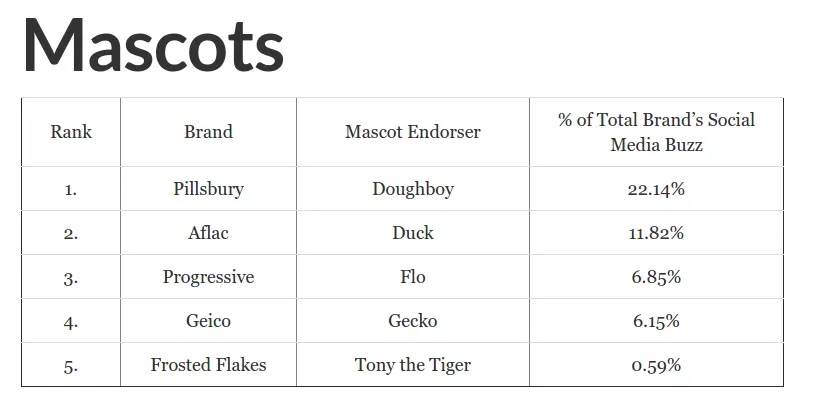 Mascots
Rank Brand Mascot Endorser % of Total Brand’s Social
Media Buzz
1. Pillsbury Doughboy 22.14%
2. Aflac Duck 11.82%
3. Progressive Flo 6.85%
4. Geico Gecko 6.15%
5. Frosted Flakes Tony the Tiger 0.59%